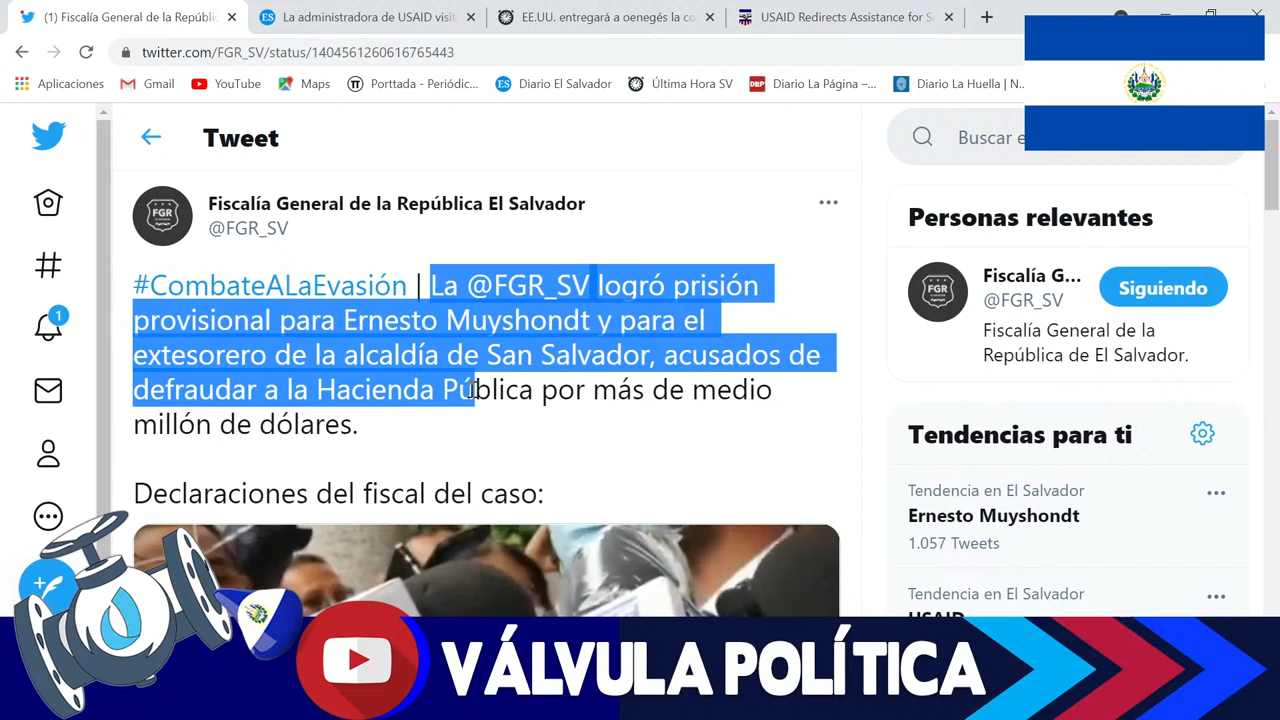 (1) Fiscalía General de la Repúblic
La administradora de USAID visit
EE.UU. entregará a oenegés la co
USAID Redirects Assistance for Sa
twitter.com/FGR_SV/status/1404561260616765443
Aplicaciones
Gmail
YouTube
Maps
Porttada – Periódic...
Diario El Salvador
Última Hora SV
Diario La Página –...
Diario La Huella | N...
Tweet
Buscar e
Fiscalía General de la República El Salvador
@FGR_SV
#CombateALaEvasión | La @FGR_SV logró prisión
provisional para Ernesto Muyshondt y para el
extesorero de la alcaldía de San Salvador, acusados de
defraudar a la Hacienda Pública por más de medio
millón de dólares.
Declaraciones del fiscal del caso:
Personas relevantes
Fiscalía G...
Siguiendo
@FGR_SV
Fiscalía General de la
República de El Salvador.
Tendencias para ti
Tendencia en El Salvador
Ernesto Muyshondt
1.057 Tweets
Tendencia en El Salvador
USAID
1
FGR
VÁLVULA POLÍTICA